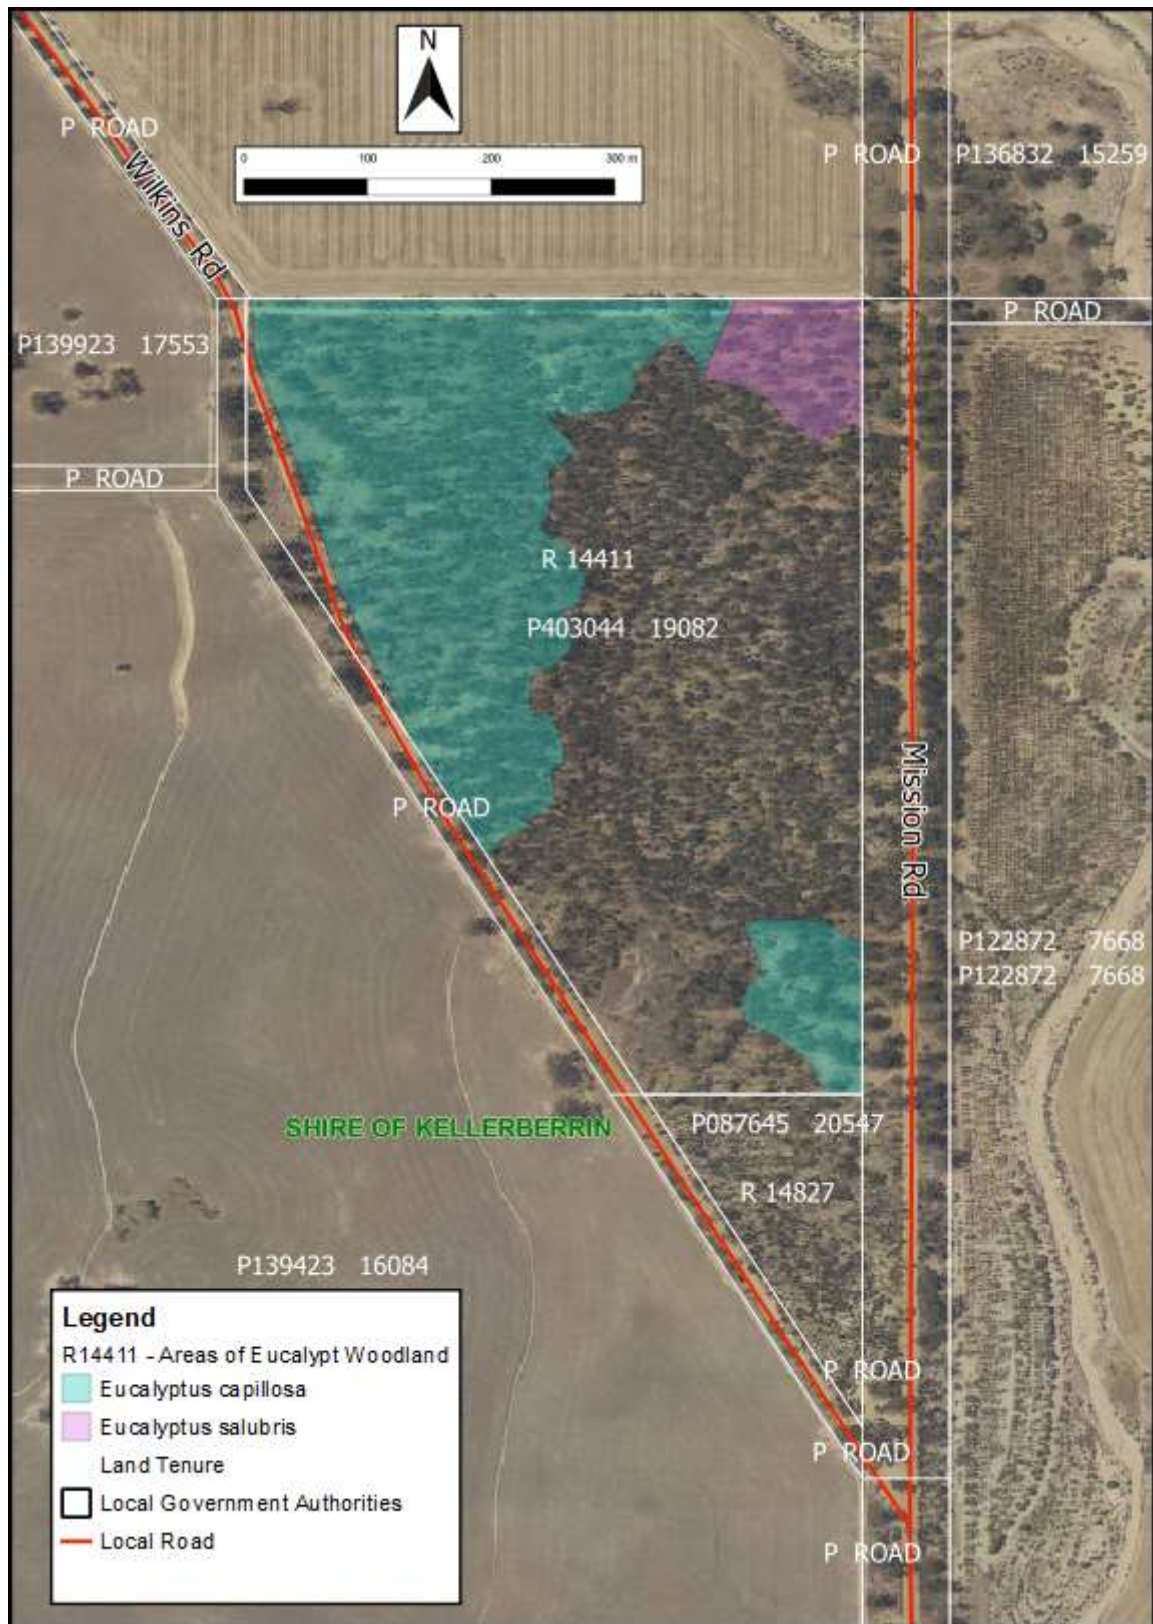 N
P ROAD
0 100 200 300 m
P ROAD
P136832 15259
Wilkins Rd
P ROAD
P139923 17553
P ROAD
R 14411
P403044 19082
Mission Rd
P ROAD
P122872 7668
P122872 7668
SHIRE OF KELLERBERRIN
P087645 20547
R 14827
P139423 16084
P ROAD
P ROAD
P ROAD
Legend
R14411 - Areas of Eucalypt Woodland
Eucalyptus capillosa
Eucalyptus salubris
Land Tenure
Local Government Authorities
Local Road